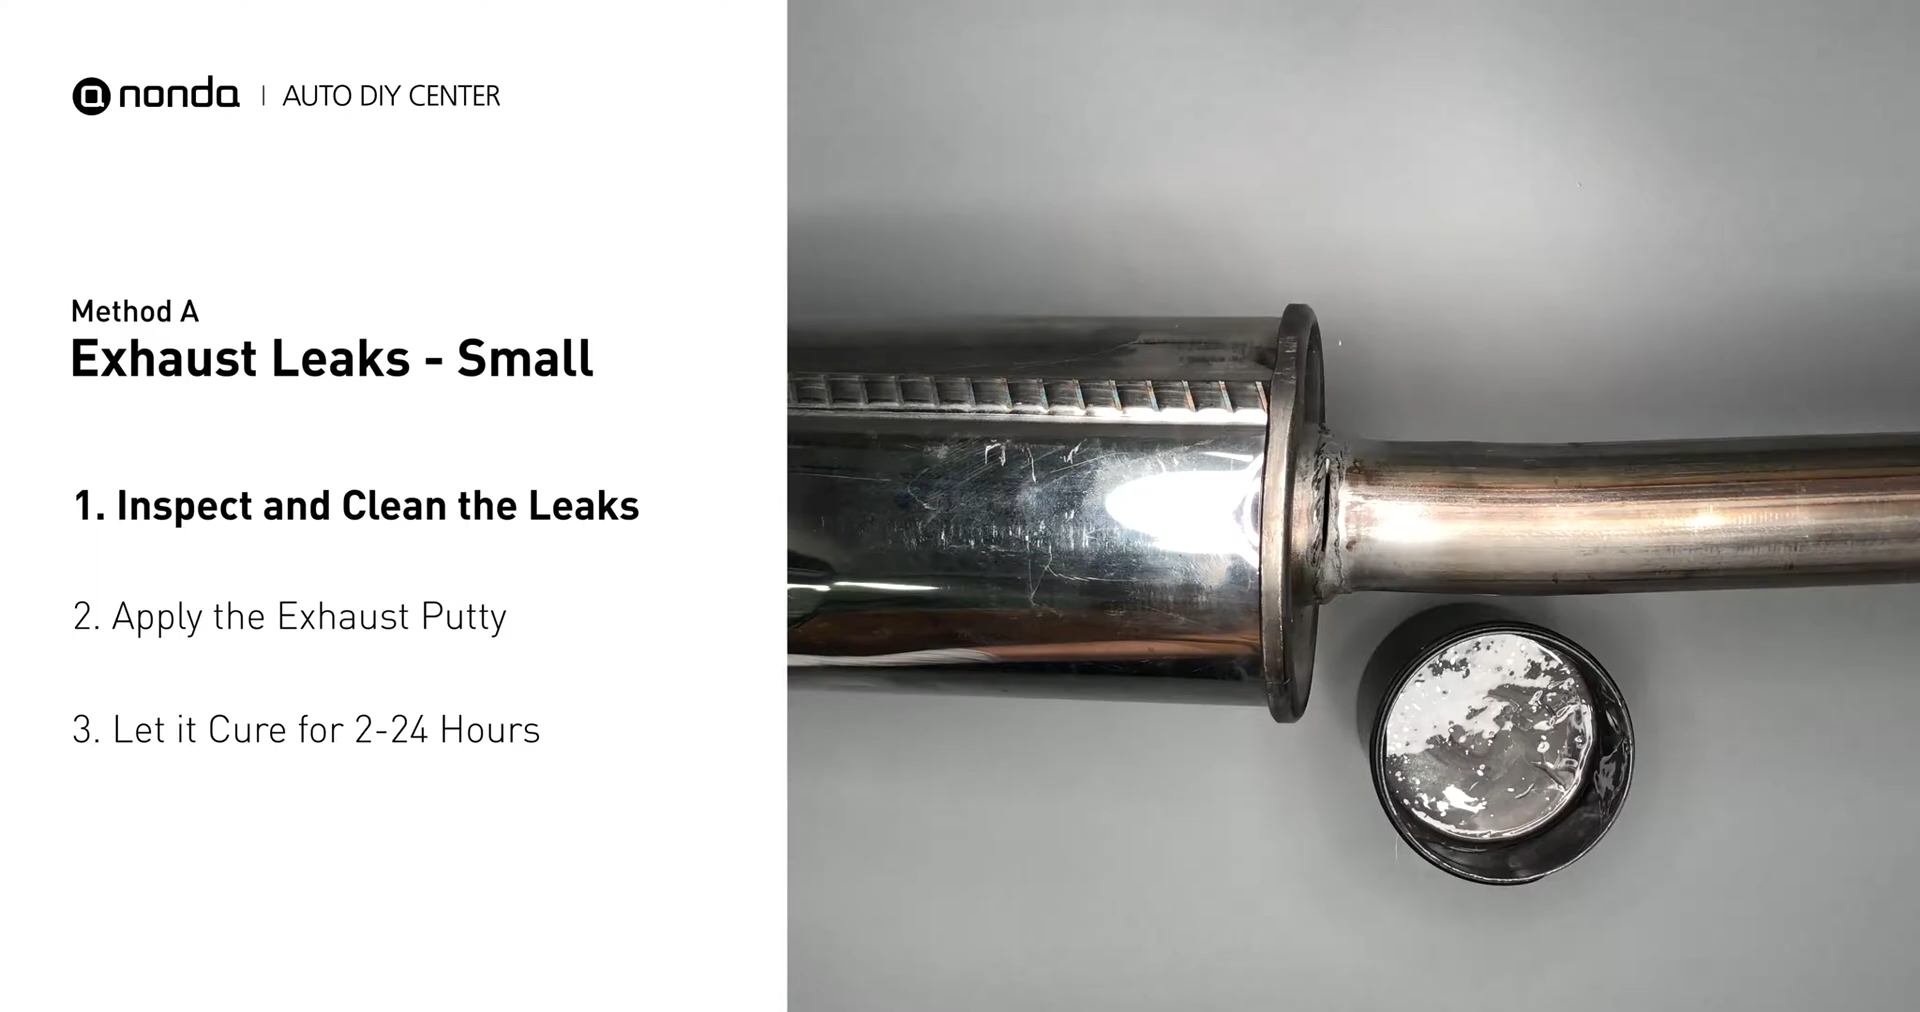 nonda | AUTO DIY CENTER
Method A
Exhaust Leaks - Small
1. Inspect and Clean the Leaks
2. Apply the Exhaust Putty
3. Let it Cure for 2-24 Hours